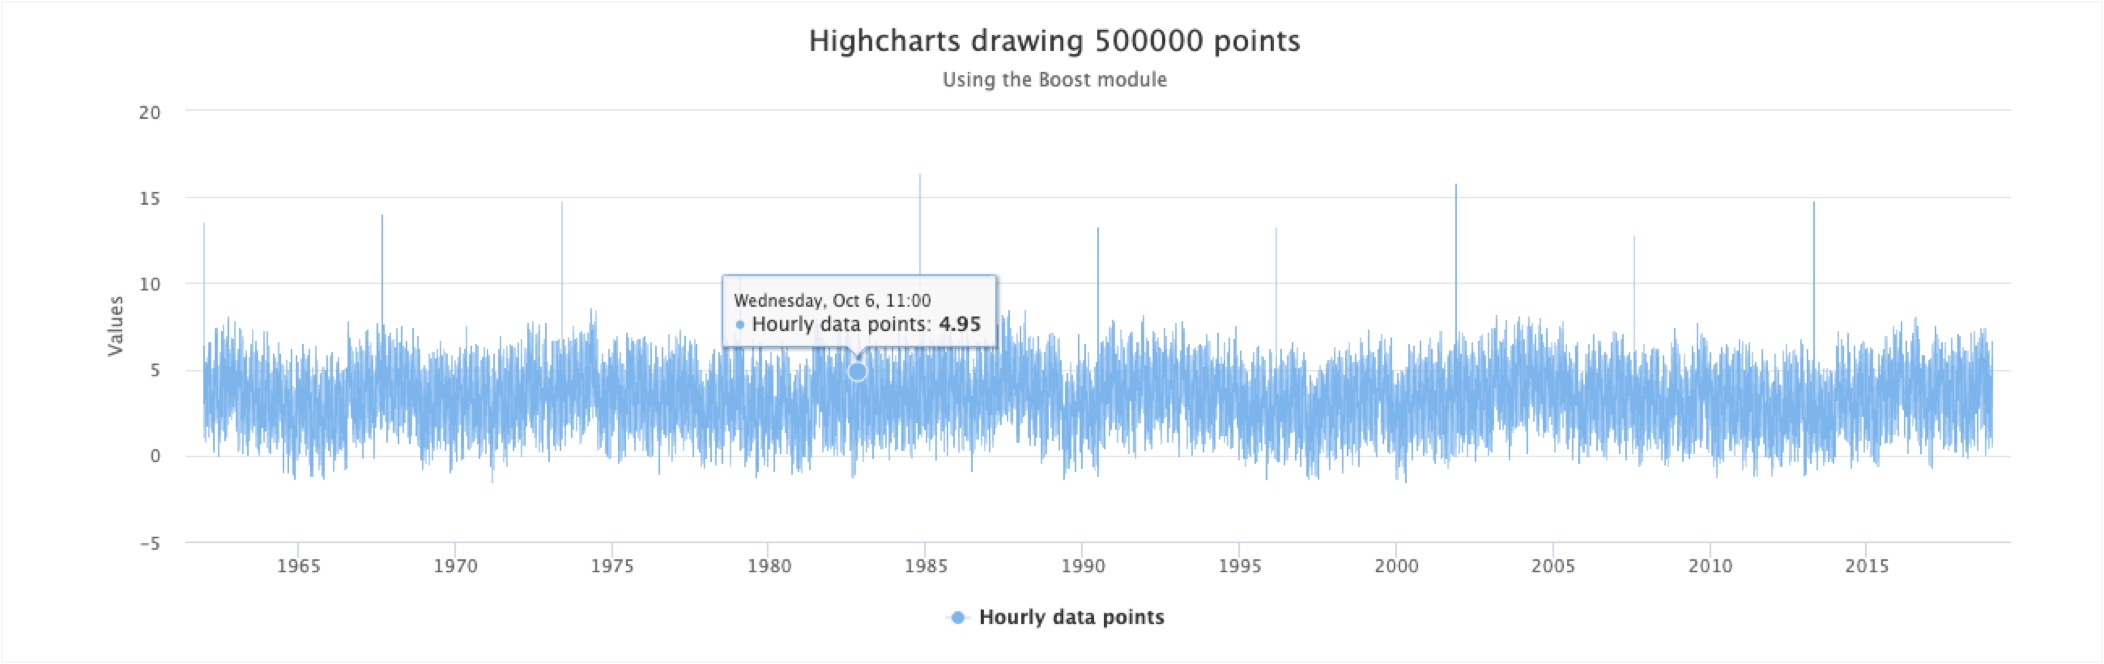 Highcharts drawing 500000 points
Using the Boost module
20
15
10
5
0
−5
Values
Wednesday, Oct 6, 11:00
Hourly data points: 4.95
1965 1970 1975 1980 1985 1990 1995 2000 2005 2010 2015
Hourly data points